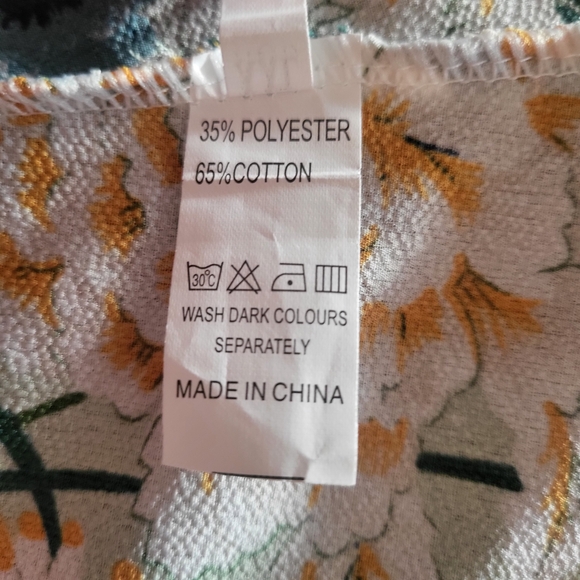 35% POLYESTER
65%COTTON
30°C
WASH DARK COLOURS
SEPARATELY
MADE IN CHINA